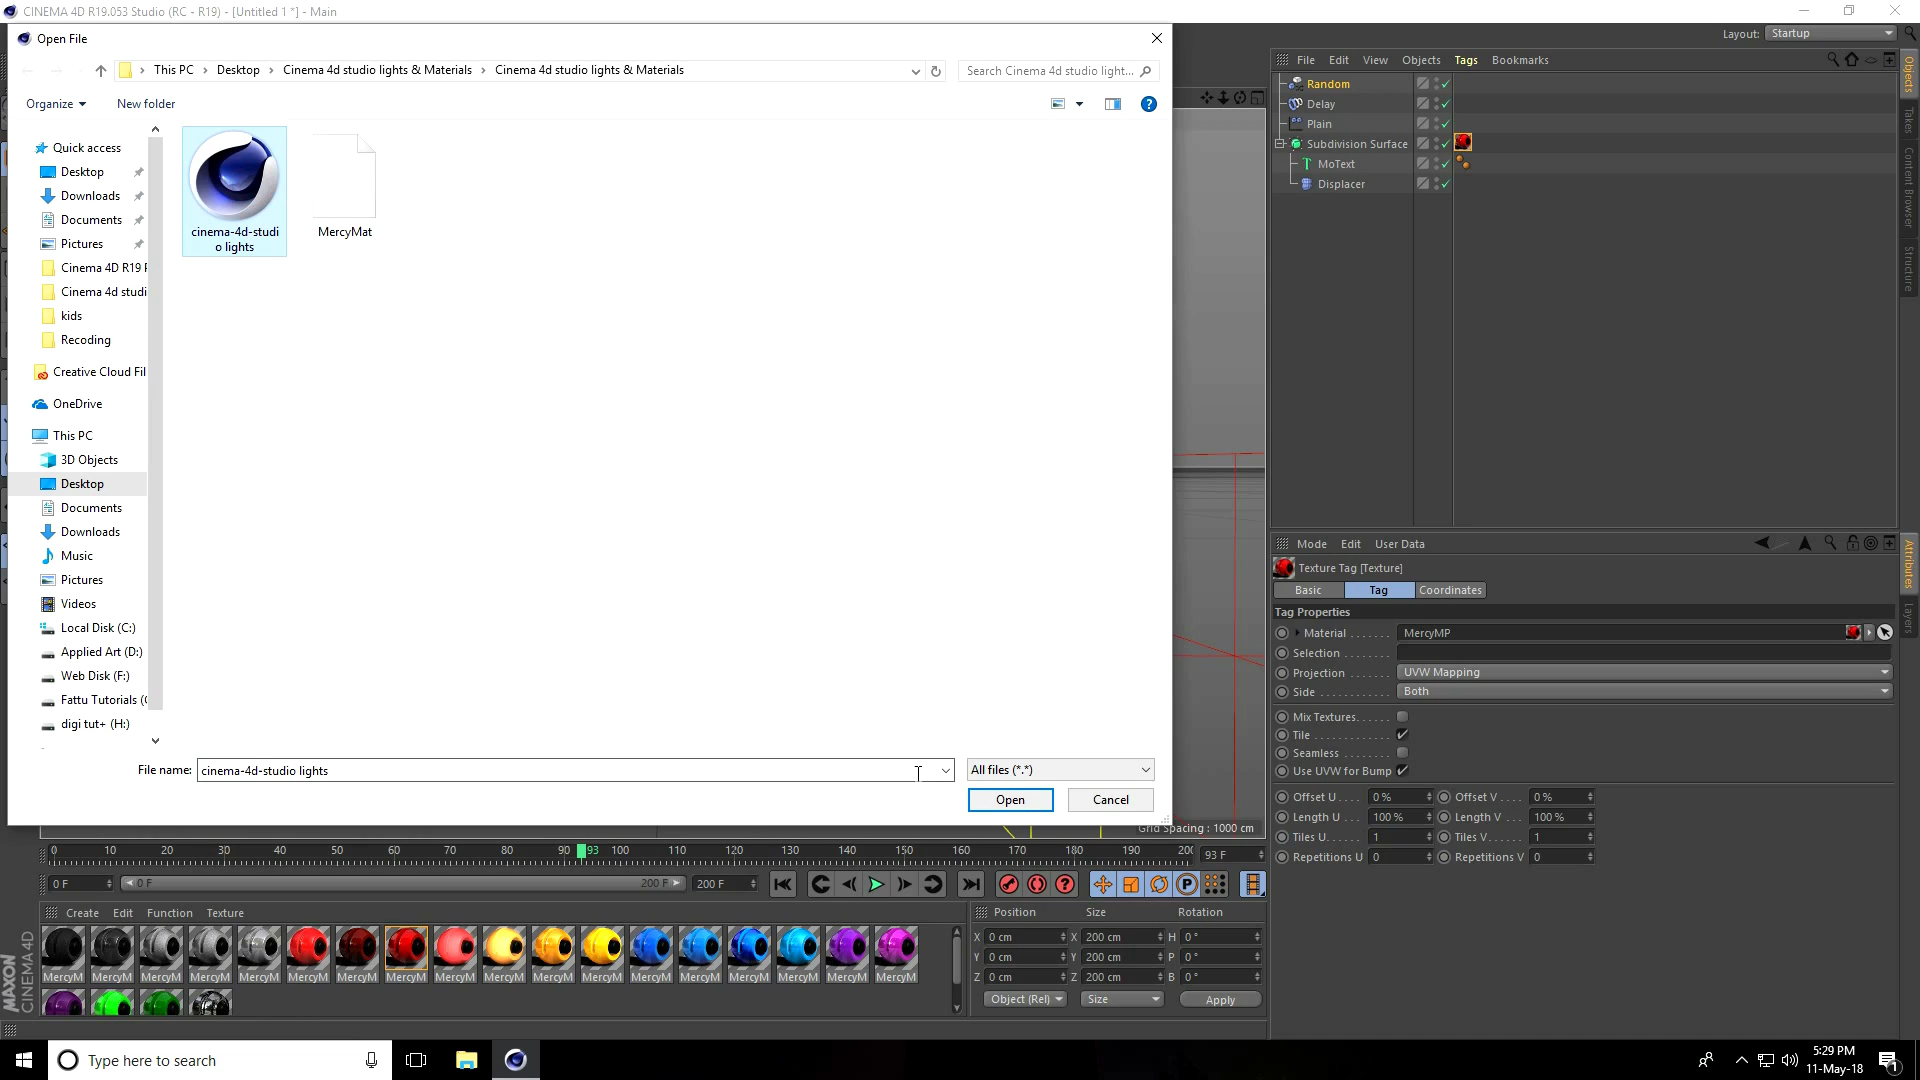 CINEMA 4D R19.053 Studio (RC - R19) - [Untitled 1 *] - Main
Layout: Startup
Open File
This PC > Desktop > Cinema 4d studio lights & Materials > Cinema 4d studio lights & Materials
Search Cinema 4d studio light...
Organize
New folder
Quick access
Desktop
Downloads
Documents
Pictures
Cinema 4D R19
Cinema 4d studi
kids
Recoding
Creative Cloud Fil
OneDrive
This PC
3D Objects
Desktop
Documents
Downloads
Music
Pictures
Videos
Local Disk (C:)
Applied Art (D:)
Web Disk (F:)
Fattu Tutorials (
digi tut+ (H:)
cinema-4d-studi
o lights
MercyMat
File name: cinema-4d-studio lights
All files (*.*)
Open
Cancel
File Edit View Objects Tags Bookmarks
Random
Delay
Plain
Subdivision Surface
MoText
Displacer
Objects
Takes
Content Browser
Structure
Mode Edit User Data
Texture Tag [Texture]
Basic Tag Coordinates
Tag Properties
Material . . . . . . . MercyMP
Selection . . . . . . . .
Projection . . . . . . . UVW Mapping
Side . . . . . . . . . . . . Both
Mix Textures. . . . . .
Tile . . . . . . . . . . . . .
Seamless . . . . . . . .
Use UVW for Bump
Offset U. . . . 0 % Offset V. . . . 0 %
Length U . . . 100 % Length V . . . 100 %
Tiles U. . . . . 1 Tiles V. . . . . 1
Repetitions U 0 Repetitions V 0
Attributes
Layers
Grid Spacing : 1000 cm
0 10 20 30 40 50 60 70 80 90 93 100 110 120 130 140 150 160 170 180 190 200
93 F
0 F
0 F
200 F
200 F
P
Create Edit Function Texture
MercyM MercyM MercyM MercyM MercyM MercyM MercyM MercyM MercyM MercyM MercyM MercyM MercyM MercyM MercyM MercyM MercyM MercyM
MAXON
CINEMA 4D
Position Size Rotation
X 0 cm X 200 cm H 0 °
Y 0 cm Y 200 cm P 0 °
Z 0 cm Z 200 cm B 0 °
Object (Rel) Size Apply
Type here to search
5:29 PM
11-May-18
1